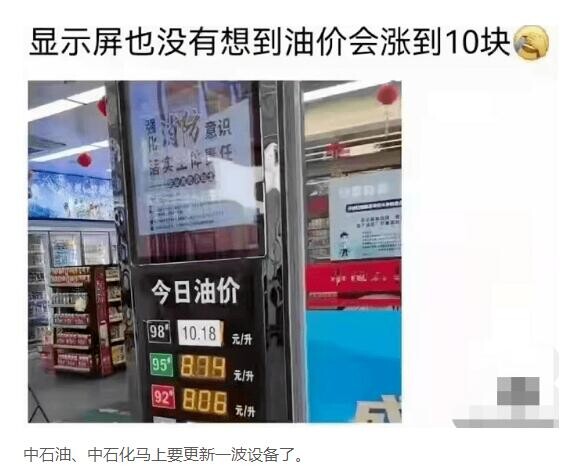 显示屏也没有想到油价会涨到10块
强化消防意识
落实主体责任
今日油价
98# 10.18 元/升
95# 元/升
92# 8.06 元/升
中石油、中石化马上要更新一波设备了。